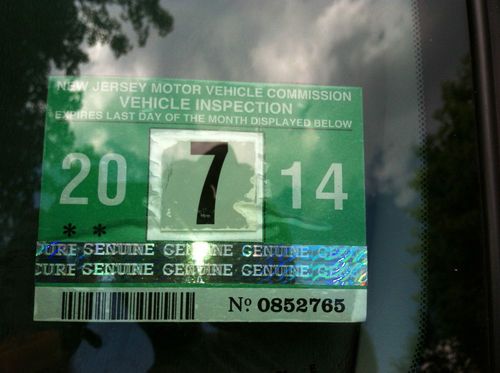 NEW JERSEY MOTOR VEHICLE COMMISSION
VEHICLE INSPECTION
EXPIRES LAST DAY OF THE MONTH DISPLAYED BELOW
20 7 14
**
GENUINE GENUINE GENUINE
GENUINE GENUINE GENUINE
No. 0852765